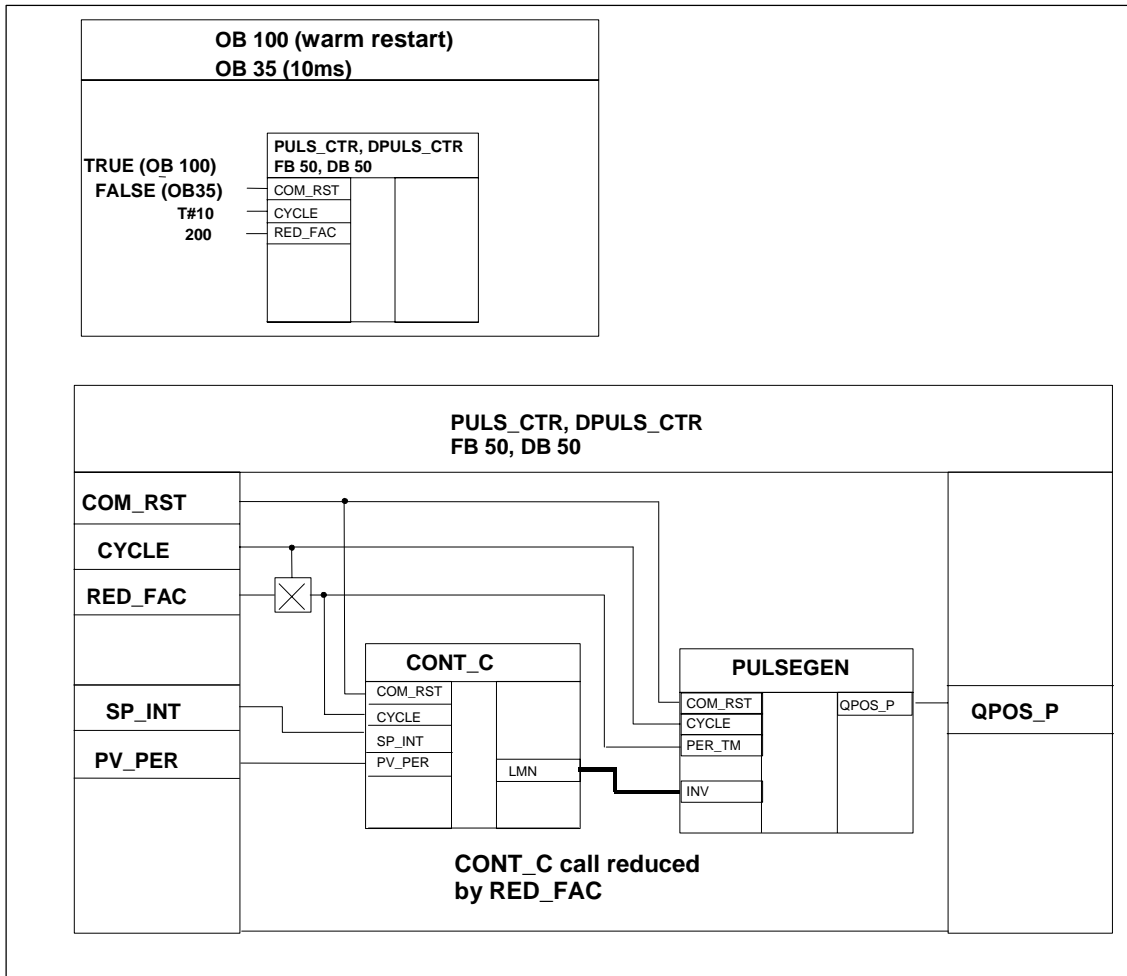 OB 100 (warm restart)
OB 35 (10ms)
PULS_CTR, DPULS_CTR
FB 50, DB 50
TRUE (OB 100)
FALSE (OB35)
COM_RST
T#10
CYCLE
200
RED_FAC
PULS_CTR, DPULS_CTR
FB 50, DB 50
COM_RST
CYCLE
RED_FAC
SP_INT
PV_PER
CONT_C
COM_RST
CYCLE
SP_INT
PV_PER
LMN
PULSEGEN
COM_RST
CYCLE
PER_TM
INV
QPOS_P
QPOS_P
CONT_C call reduced
by RED_FAC